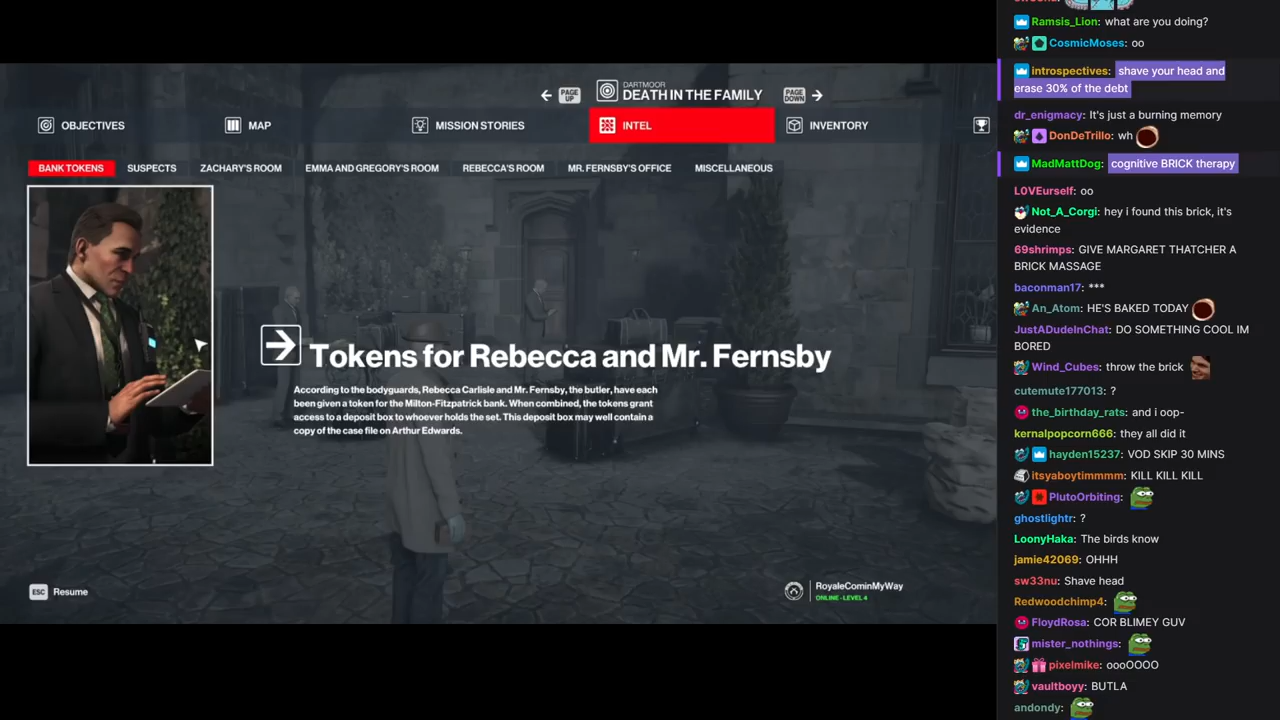 PAGE UP
DARTMOOR
DEATH IN THE FAMILY
PAGE DOWN
OBJECTIVES
MAP
MISSION STORIES
INTEL
INVENTORY
BANK TOKENS
SUSPECTS
ZACHARY'S ROOM
EMMA AND GREGORY'S ROOM
REBECCA'S ROOM
MR. FERNSBY'S OFFICE
MISCELLANEOUS
Tokens for Rebecca and Mr. Fernsby
According to the bodyguards, Rebecca Carlisle and Mr. Fernsby, the butler, have each
been given a token for the Milton-Fitzpatrick bank. When combined, the tokens grant
access to a deposit box to whoever holds the set. This deposit box may well contain a
copy of the case file on Arthur Edwards.
ESC Resume
RoyaleCominMyWay
ONLINE - LEVEL 4
Ramsis_Lion: what are you doing?
CosmicMoses: oo
introspectives: shave your head and
erase 30% of the debt
dr_enigmacy: It's just a burning memory
DonDeTrillo: wh
MadMattDog: cognitive BRICK therapy
L0VEurself: oo
Not_A_Corgi: hey i found this brick, it's
evidence
69shrimps: GIVE MARGARET THATCHER A
BRICK MASSAGE
baconman17: ***
An_Atom: HE'S BAKED TODAY
JustADudeInChat: DO SOMETHING COOL IM
BORED
Wind_Cubes: throw the brick
cutemute177013: ?
the_birthday_rats: and i oop-
kernalpopcorn666: they all did it
hayden15237: VOD SKIP 30 MINS
itsyaboytimmmm: KILL KILL KILL
PlutoOrbiting:
ghostlightr: ?
LoonyHaka: The birds know
jamie42069: OHHH
sw33nu: Shave head
Redwoodchimp4:
FloydRosa: COR BLIMEY GUV
mister_nothings:
pixelmike: oooOOOO
vaultboyy: BUTLA
andondy: